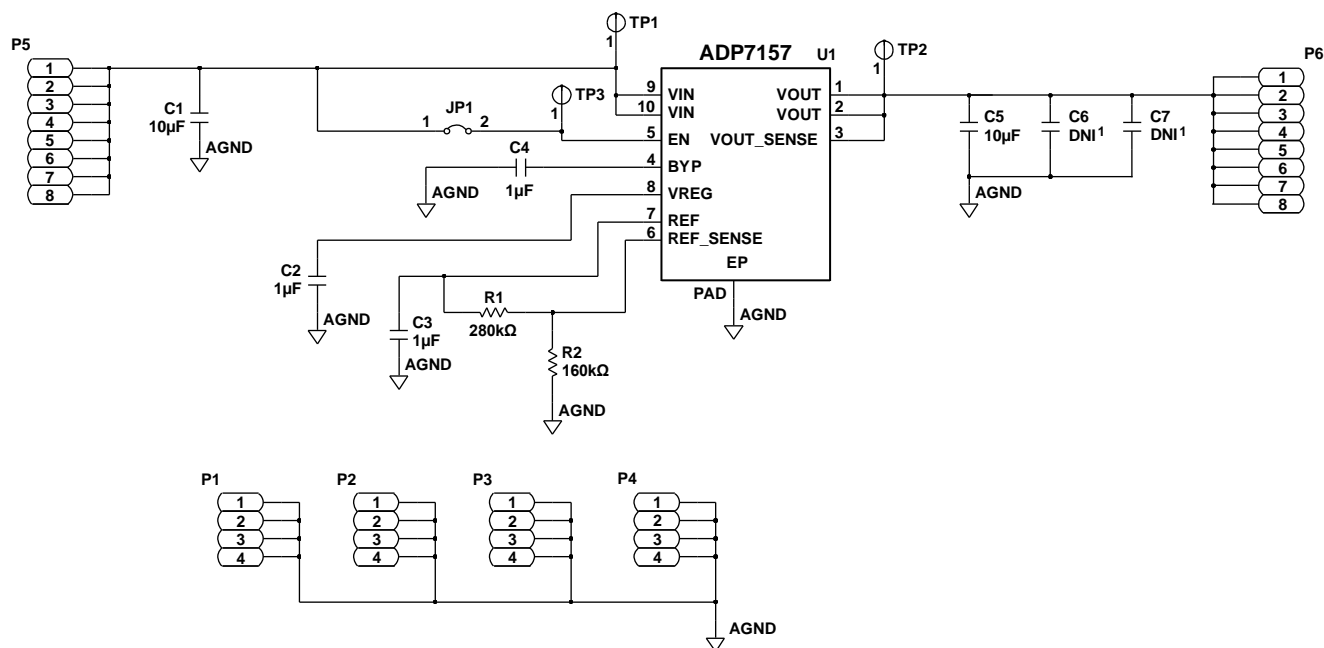 P5
1
2
3
4
5
6
7
8
C1
10µF
AGND
TP1
1
JP1
1 2
TP3
1
C4
1µF
AGND
ADP7157
U1
9 VIN
10 VIN
5 EN
4 BYP
8 VREG
7 REF
6 REF_SENSE
VOUT 1
VOUT 2
VOUT_SENSE 3
EP
PAD
AGND
TP2
1
C5
10µF
C6
DNI1
C7
DNI1
AGND
P6
1
2
3
4
5
6
7
8
C2
1µF
AGND
C3
1µF
AGND
R1
280kΩ
R2
160kΩ
AGND
P1
1
2
3
4
P2
1
2
3
4
P3
1
2
3
4
P4
1
2
3
4
AGND